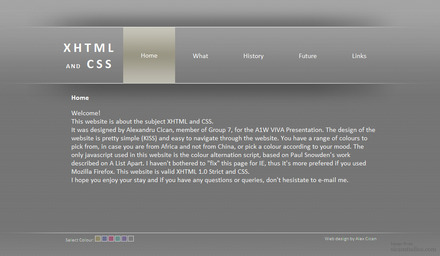 XHTML
AND CSS
Home
What
History
Future
Links
Home
Welcome!
This website is about the subject XHTML and CSS.
It was designed by Alexandru Cican, member of Group 7, for the A1W VIVA Presentation. The design of the
website is pretty simple (KISS) and easy to navigate through the website. You have a range of colours to
pick from, in case you are from Africa and not from China, or pick a colour according to your mood. The
only javascript used in this website is the colour alternation script, based on Paul Snowden's work
described on A List Apart. I haven't bothered to "fix" this page for IE, thus it's more prefered if you used
Mozilla Firefox. This website is valid XHTML 1.0 Strict and CSS.
I hope you enjoy your stay and if you have any questions or queries, don't hesistate to e-mail me.
Select Colour:
Web design by Alex Cican